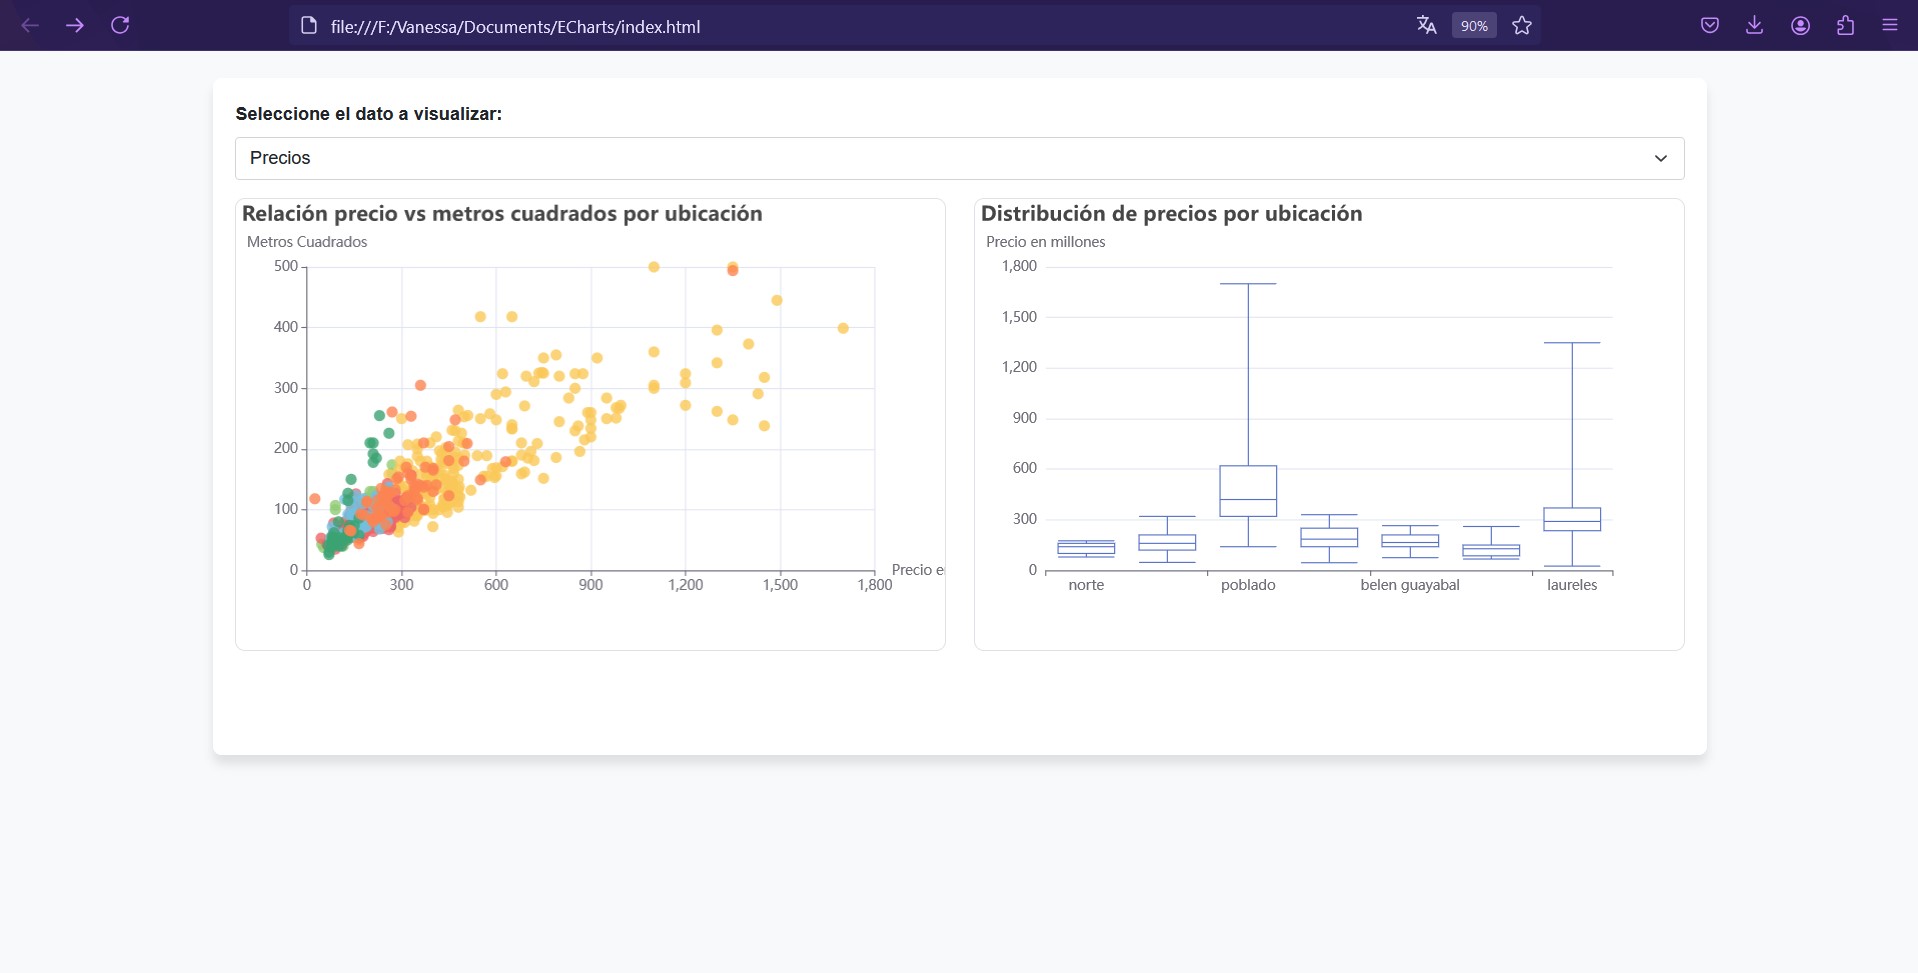 file:///F:/Vanessa/Documents/ECharts/index.html
90%
Seleccione el dato a visualizar:
Precios
Relación precio vs metros cuadrados por ubicación
Metros Cuadrados
500
400
300
200
100
0
0 300 600 900 1,200 1,500 1,800
Precio e
Distribución de precios por ubicación
Precio en millones
1,800
1,500
1,200
900
600
300
0
norte poblado belen guayabal laureles